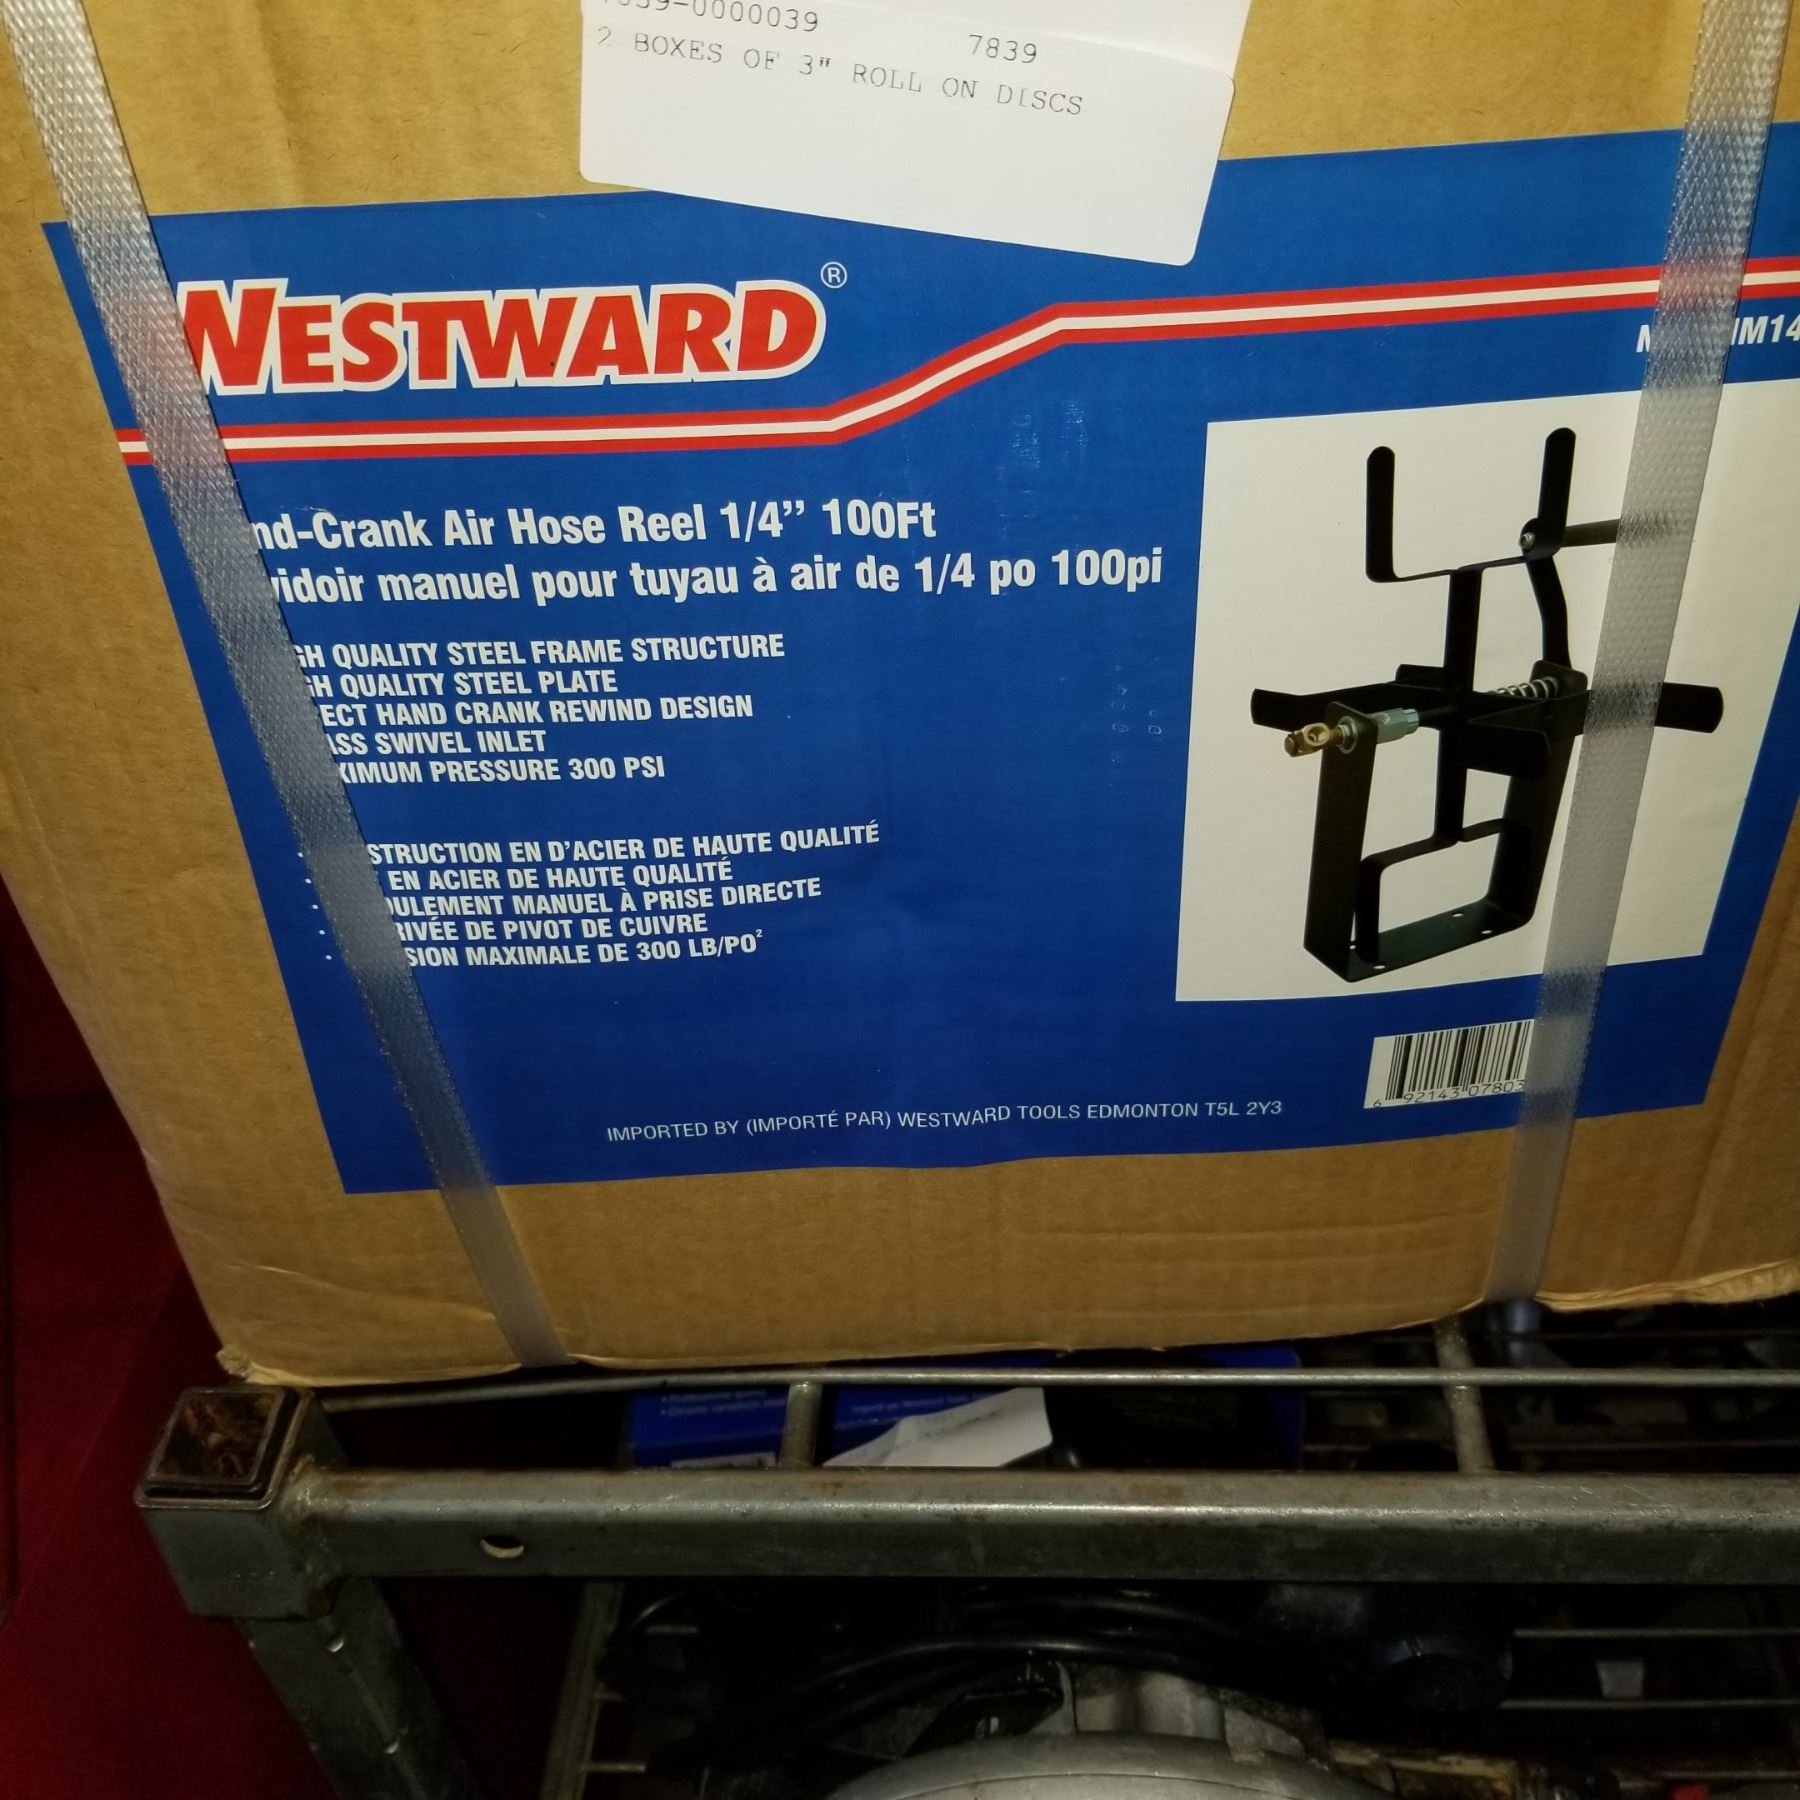 -0000039 7839
2 BOXES OF 3" ROLL ON DISCS
WESTWARD®
nd-Crank Air Hose Reel 1/4” 100Ft
vidoir manuel pour tuyau à air de 1/4 po 100pi
GH QUALITY STEEL FRAME STRUCTURE
GH QUALITY STEEL PLATE
ECT HAND CRANK REWIND DESIGN
ASS SWIVEL INLET
XIMUM PRESSURE 300 PSI
STRUCTION EN D'ACIER DE HAUTE QUALITÉ
EN ACIER DE HAUTE QUALITÉ
OULEMENT MANUEL À PRISE DIRECTE
RIVÉE DE PIVOT DE CUIVRE
SION MAXIMALE DE 300 LB/PO²
IMPORTED BY (IMPORTÉ PAR) WESTWARD TOOLS EDMONTON T5L 2Y3
6 92143 07803